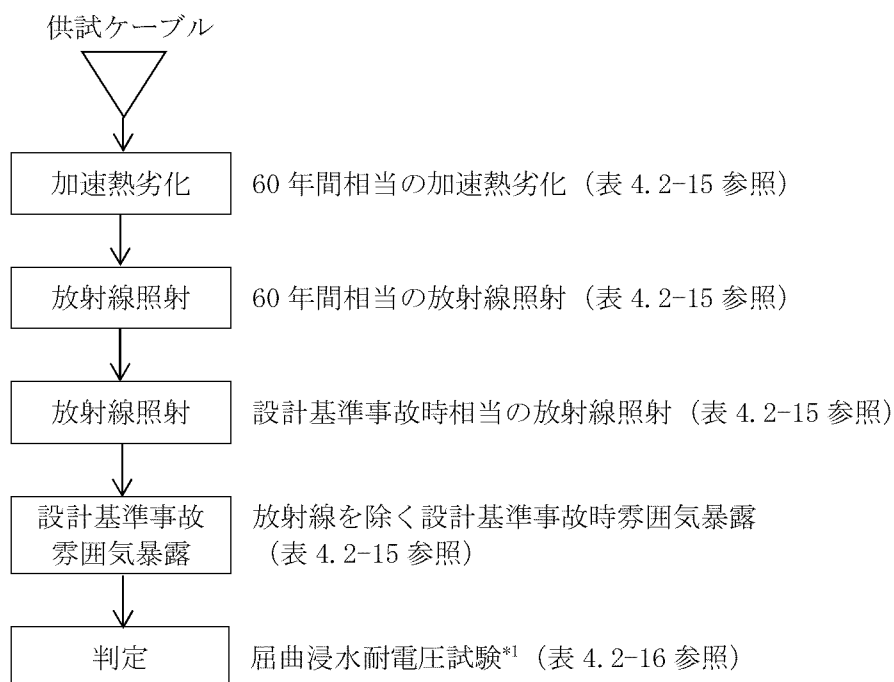 供試ケーブル
加速熱劣化 60 年間相当の加速熱劣化（表 4.2-15 参照）
放射線照射 60 年間相当の放射線照射（表 4.2-15 参照）
放射線照射 設計基準事故時相当の放射線照射（表 4.2-15 参照）
設計基準事故 放射線を除く設計基準事故時雰囲気暴露
雰囲気暴露 （表 4.2-15 参照）
判定 屈曲浸水耐電圧試験*1（表 4.2-16 参照）